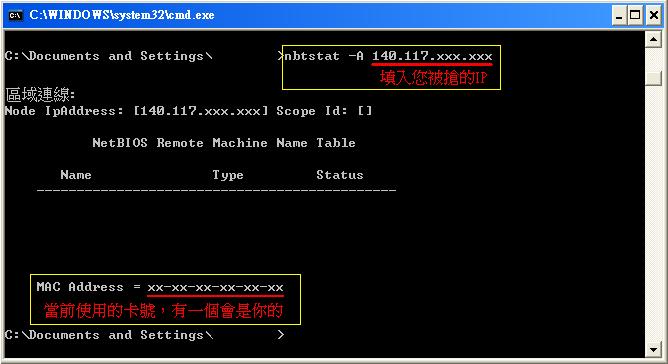 C:\WINDOWS\system32\cmd.exe
C:\Documents and Settings\ >nbtstat -A 140.117.xxx.xxx
填入您被搶的IP
區域連線:
Node IpAddress: [140.117.xxx.xxx] Scope Id: []
NetBIOS Remote Machine Name Table
Name Type Status
---------------------------------------------
MAC Address = xx-xx-xx-xx-xx-xx
當前使用的卡號，有一個會是你的
C:\Documents and Settings\ >